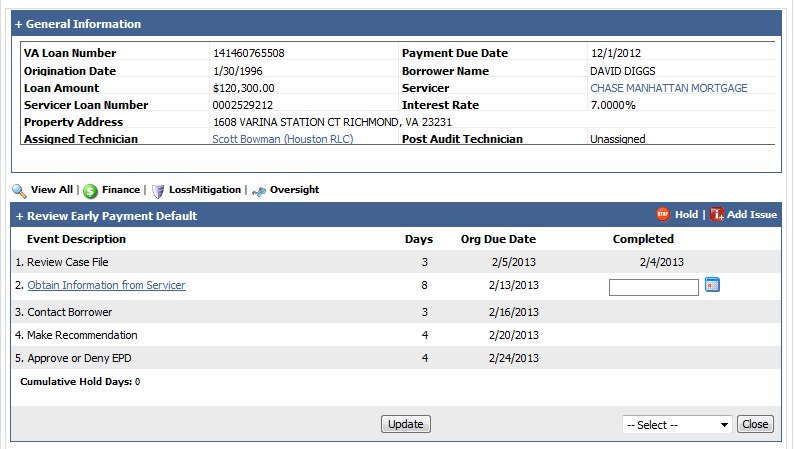 + General Information
VA Loan Number 141460765508 Payment Due Date 12/1/2012
Origination Date 1/30/1996 Borrower Name DAVID DIGGS
Loan Amount $120,300.00 Servicer CHASE MANHATTAN MORTGAGE
Servicer Loan Number 0002529212 Interest Rate 7.0000%
Property Address 1608 VARINA STATION CT RICHMOND, VA 23231
Assigned Technician Scott Bowman (Houston RLC) Post Audit Technician Unassigned
View All | $ Finance | LossMitigation | Oversight
+ Review Early Payment Default STOP Hold | Add Issue
Event Description Days Org Due Date Completed
1. Review Case File 3 2/5/2013 2/4/2013
2. Obtain Information from Servicer 8 2/13/2013
3. Contact Borrower 3 2/16/2013
4. Make Recommendation 4 2/20/2013
5. Approve or Deny EPD 4 2/24/2013
Cumulative Hold Days: 0
Update -- Select -- Close